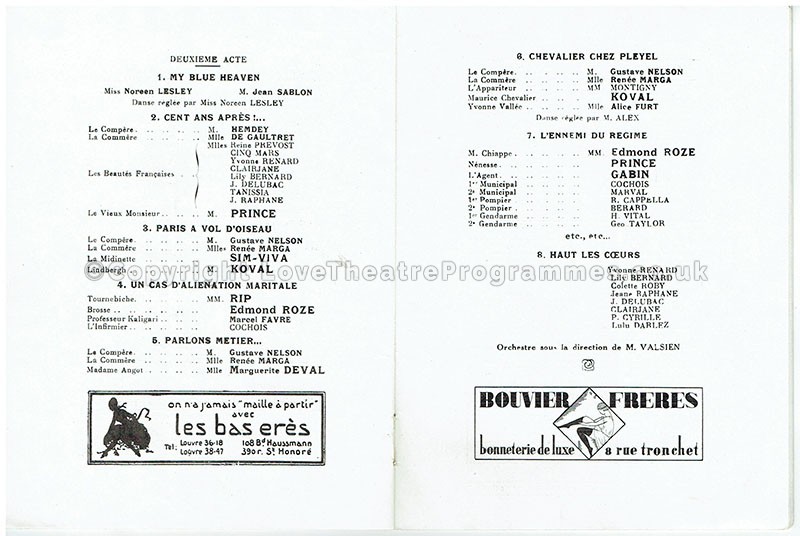 DEUXIEME ACTE
1. MY BLUE HEAVEN
Miss Noreen LESLEY M. Jean SABLON
Danse réglée par Miss Noreen LESLEY
2. CENT ANS APRÈS !...
Le Compère. . . . . . M. HEMDEY
La Commère . . . . . Mlle DE GAULTRET
Mlles Reine PREVOST
CINQ MARS
Yvonne RENARD
CLAIRJANE
Les Beautés Françaises . . . . Lily BERNARD
J. DELUBAC
TANISSIA
J. RAPHANE
Le Vieux Monsieur . . . . M. PRINCE
3. PARIS A VOL D'OISEAU
Le Compère. . . . . . M. Gustave NELSON
La Commère . . . . . Mlles Renée MARGA
La Midinette SIM-VIVA
Lindbergh . . . . . . M KOVAL
©Copyright LoveTheatreProgrammes.co.uk
4. UN CAS D'ALIENATION MARITALE
Tournebiche. . . . . . MM. RIP
Brosse . . . . . . Edmond ROZE
Professeur Kaligari . . . . Marcel FAVRE
L'Infirmier . . . . . . COCHOIS
5. PARLONS METIER...
Le Compère. . . . . . M. Gustave NELSON
La Commère . . . . . Mlle Renée MARGA
Madame Angot . . . . . Mlle Marguerite DEVAL
on n'a jamais "maille à partir"
avec
les bas erès
Tél: Louvre 36-18 108 Bd Haussmann
Louvre 38-47 390 r. St Honoré
6. CHEVALIER CHEZ PLEYEL
Le Compère. . . . . . M. Gustave NELSON
La Commère . . . . . Mlle Renée MARGA
L'Appariteur . . . . . MM MONTIGNY
Maurice Chevalier . . . . KOVAL
Yvonne Vallée . . . . . Mlle Alice FURT
Danse réglée par M. ALEX
7. L'ENNEMI DU REGIME
M. Chiappe . . . . . MM. Edmond ROZE
Nénesse. . . . . . PRINCE
L'Agent. . . . . . GABIN
1er Municipal . . . . . COCHOIS
2e Municipal . . . . . MARVAL
1er Pompier . . . . . R. CAPPELLA
2e Pompier . . . . . BERARD
1er Gendarme . . . . . H. VITAL
2e Gendarme . . . . . Geo TAYLOR
etc., etc...
8. HAUT LES CŒURS
Yvonne RENARD
Lily BERNARD
Colette ROBY
Jeane RAPHANE
J. DELUBAC
CLAIRJANE
P. CYRILLE
Lulu DARLEZ
Orchestre sous la direction de M. VALSIEN
BOUVIER FRERES
bonneterie de luxe 8 rue tronchet